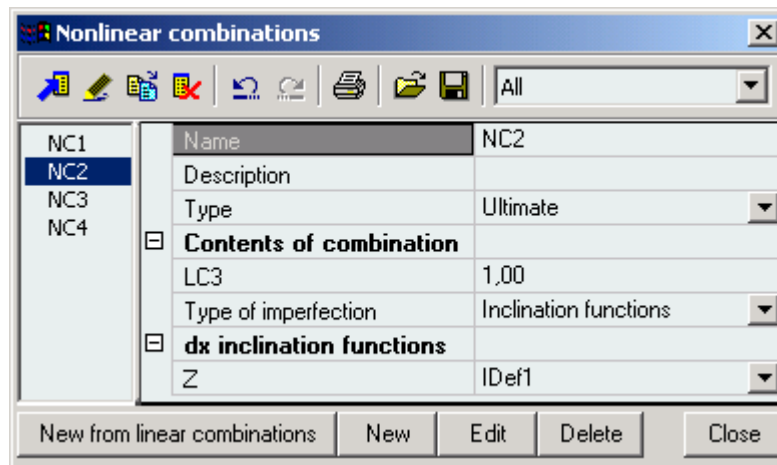 Nonlinear combinations
All
NC1
NC2
NC3
NC4
Name NC2
Description
Type Ultimate
Contents of combination
LC3 1,00
Type of imperfection Inclination functions
dx inclination functions
Z IDef1
New from linear combinations New Edit Delete Close